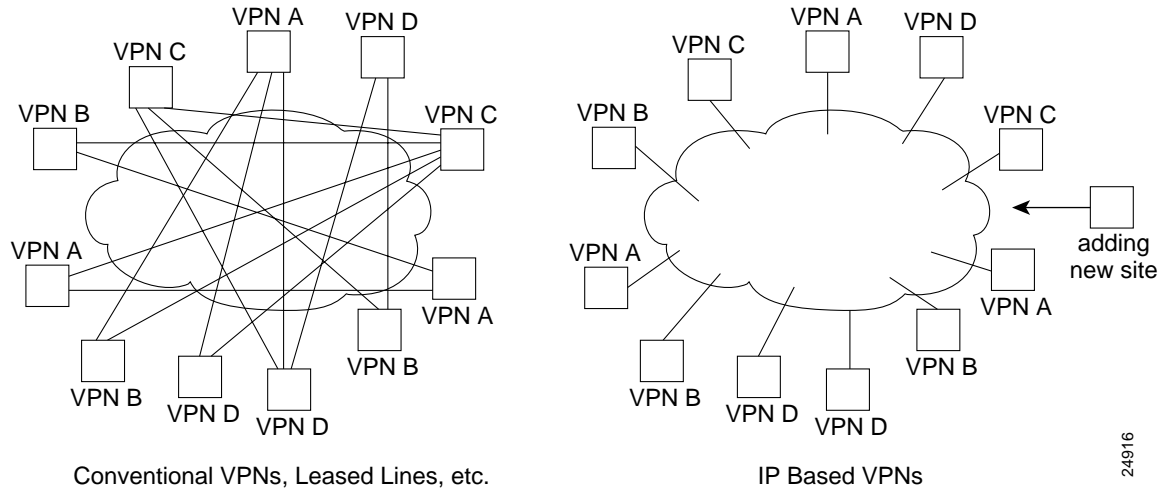 VPN A
VPN D
VPN C
VPN B
VPN C
VPN A
VPN A
VPN B
VPN B
VPN D
VPN D
Conventional VPNs, Leased Lines, etc.
VPN A
VPN D
VPN C
VPN B
VPN C
adding
new site
VPN A
VPN A
VPN B
VPN B
VPN D
VPN D
IP Based VPNs
24916